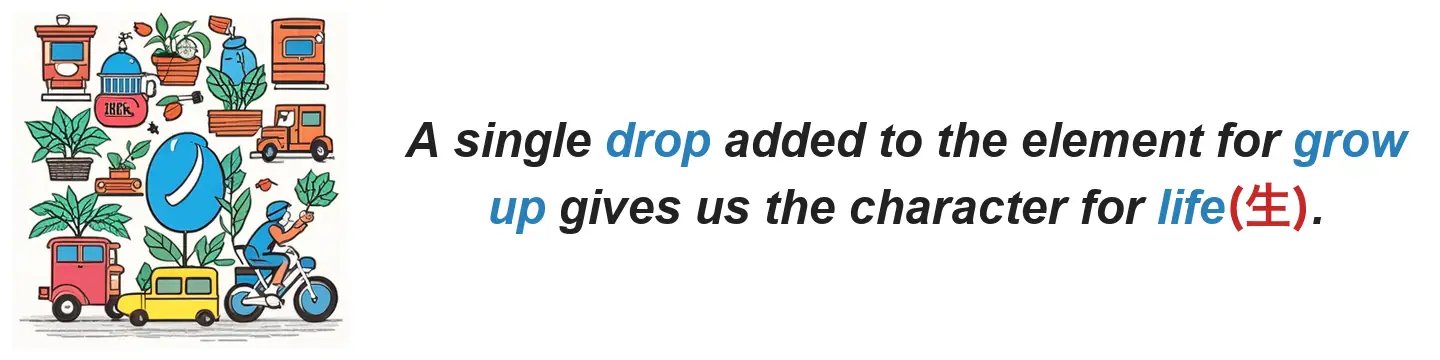 A single drop added to the element for grow
up gives us the character for life(生).